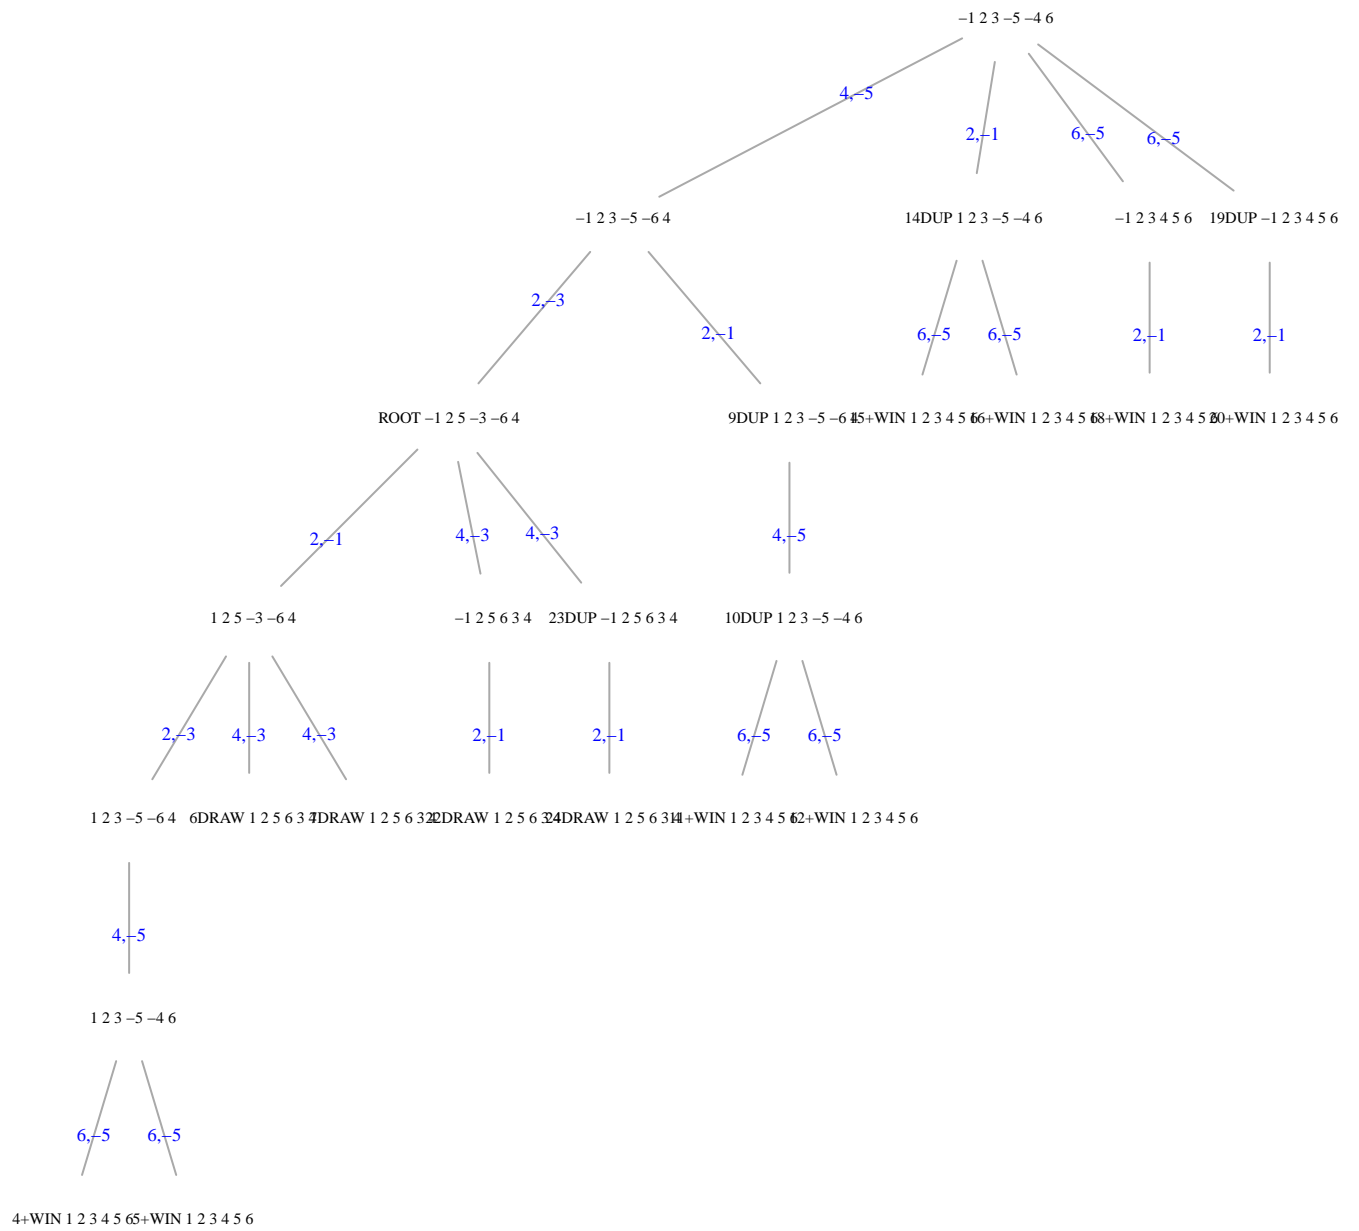 −1 2 3 −5 −4 6
4,−5
2,−1
6,−5
6,−5
−1 2 3 −5 −6 4
14DUP 1 2 3 −5 −4 6
−1 2 3 4 5 6
19DUP −1 2 3 4 5 6
2,−3
2,−1
6,−5
6,−5
2,−1
2,−1
ROOT −1 2 5 −3 −6 4
9DUP 1 2 3 −5 −6 4
15+WIN 1 2 3 4 5 6
16+WIN 1 2 3 4 5 6
18+WIN 1 2 3 4 5 6
20+WIN 1 2 3 4 5 6
2,−1
4,−3
4,−3
4,−5
1 2 5 −3 −6 4
−1 2 5 6 3 4
23DUP −1 2 5 6 3 4
10DUP 1 2 3 −5 −4 6
2,−3
4,−3
4,−3
2,−1
2,−1
6,−5
6,−5
1 2 3 −5 −6 4
6DRAW 1 2 5 6 3 4
7DRAW 1 2 5 6 3 4
22DRAW 1 2 5 6 3 4
24DRAW 1 2 5 6 3 4
11+WIN 1 2 3 4 5 6
12+WIN 1 2 3 4 5 6
4,−5
1 2 3 −5 −4 6
6,−5
6,−5
4+WIN 1 2 3 4 5 6
5+WIN 1 2 3 4 5 6